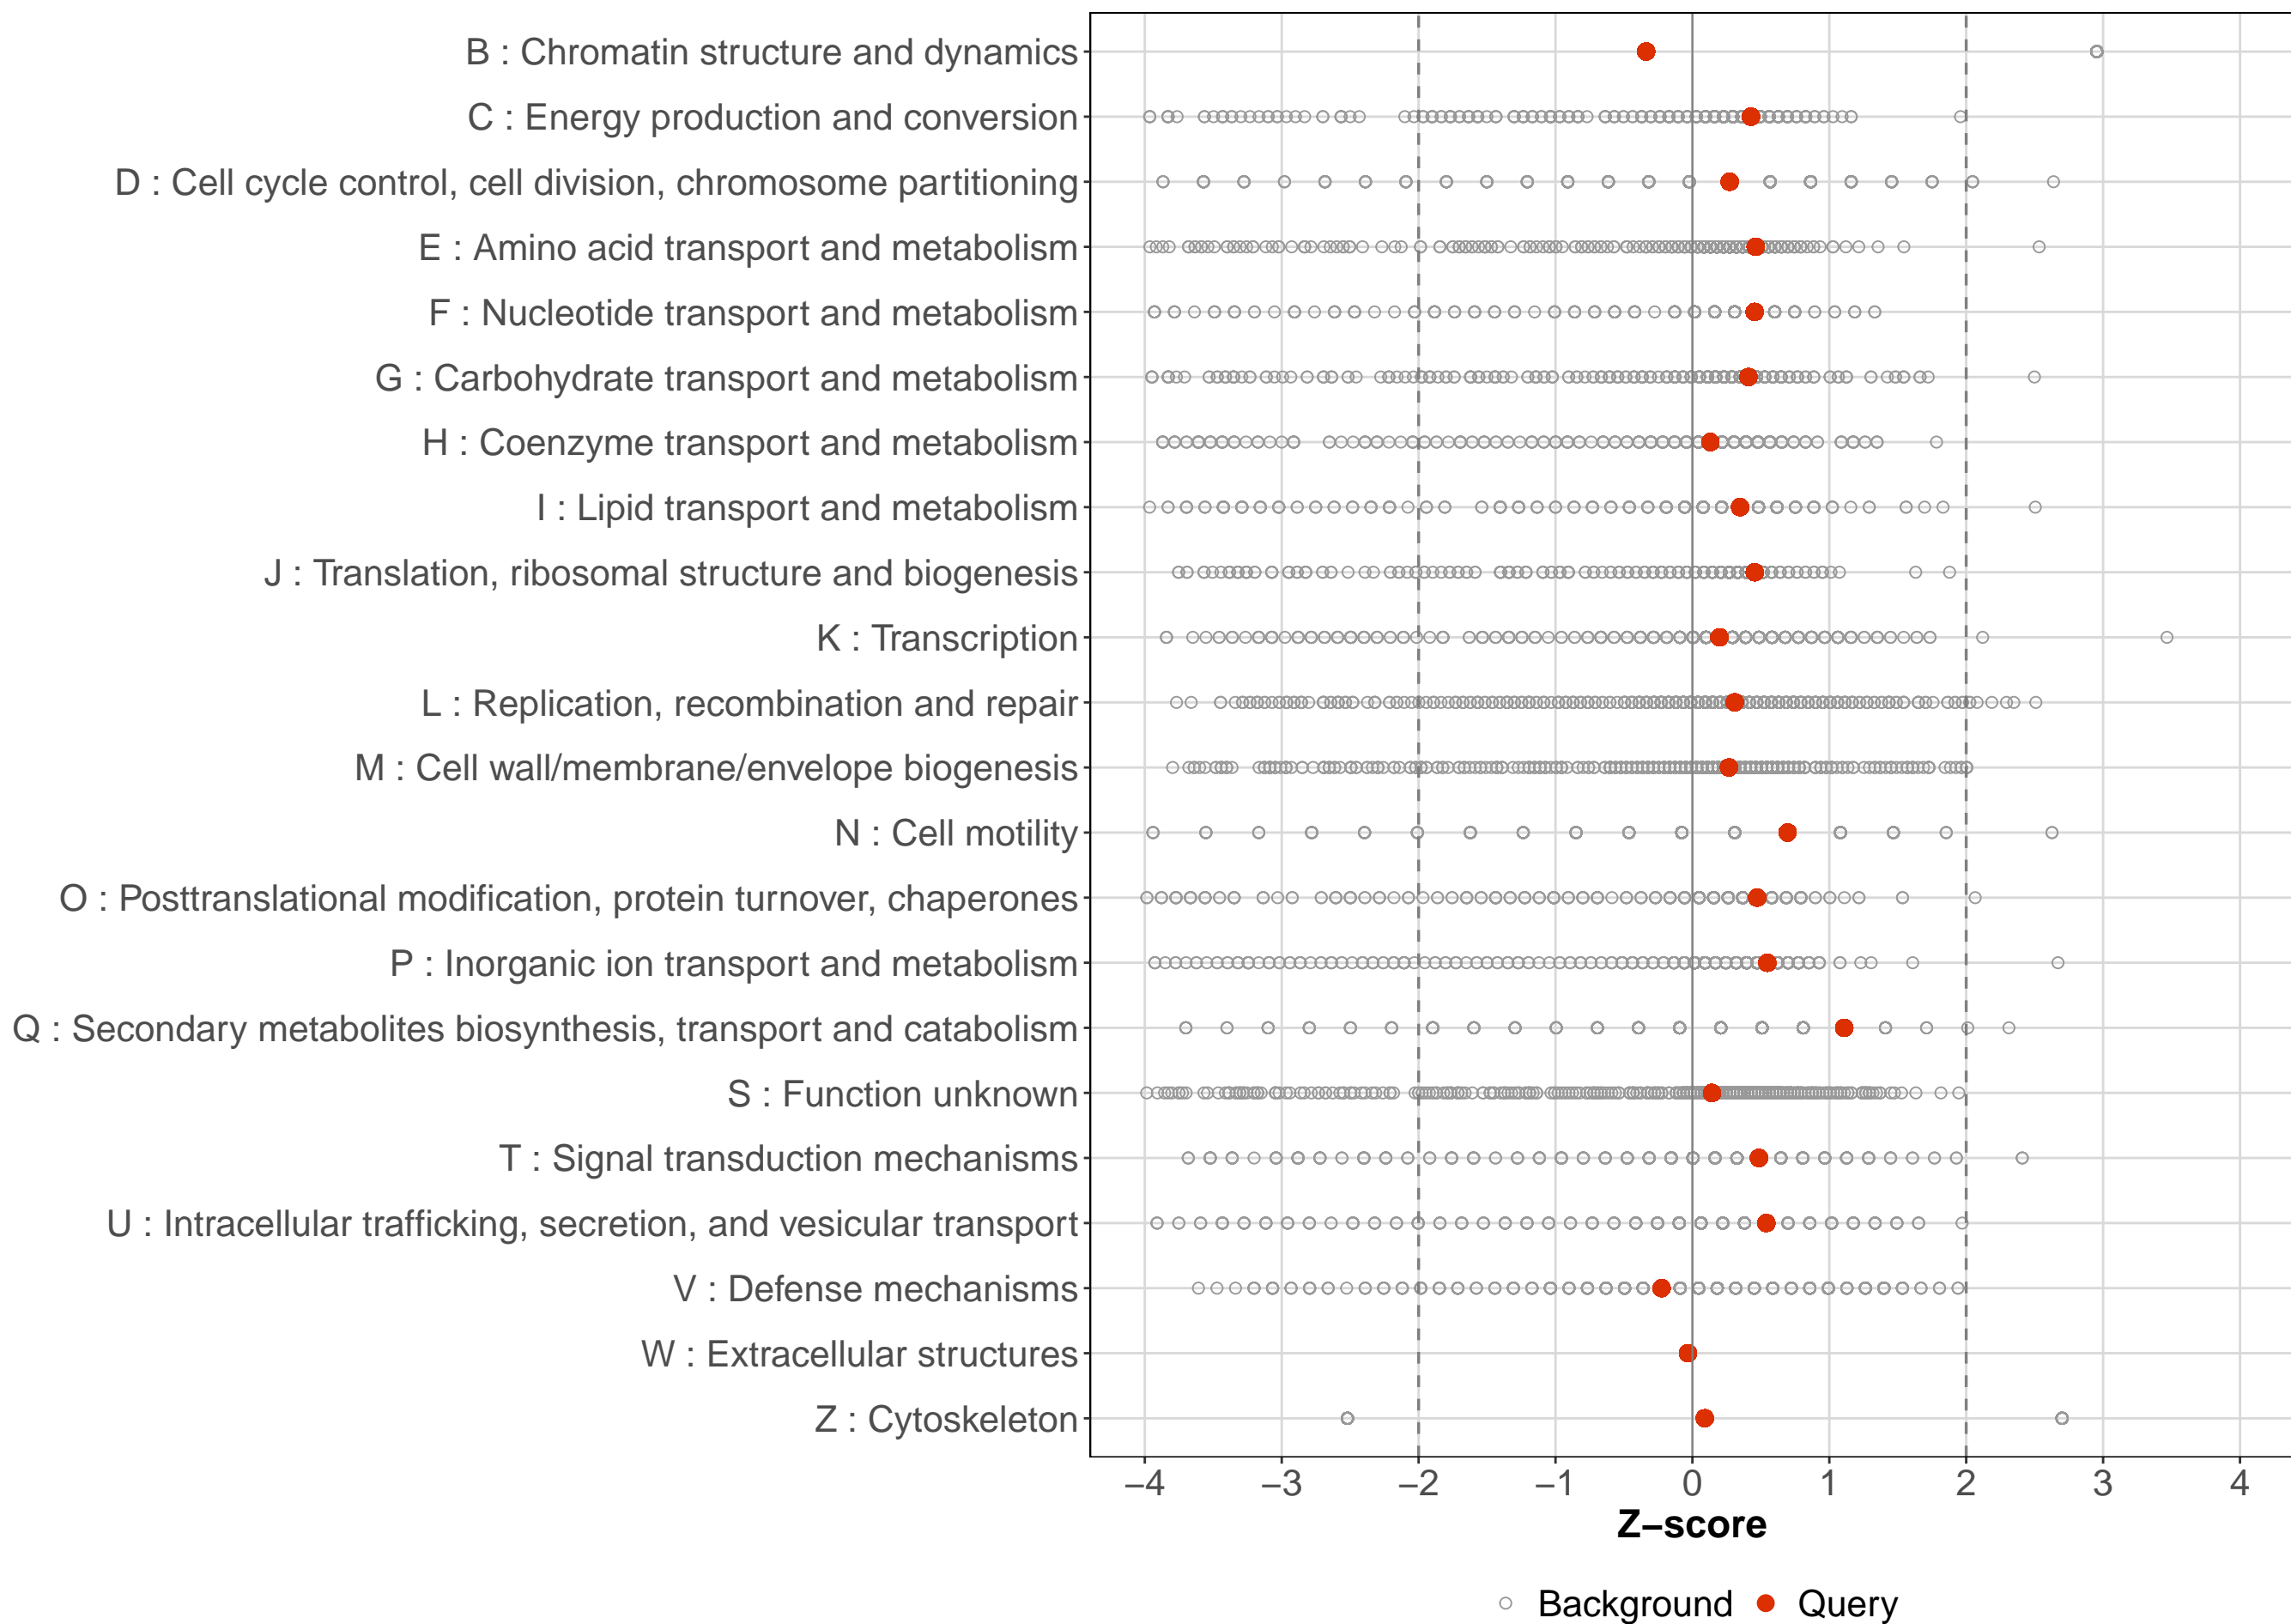 B : Chromatin structure and dynamics
C : Energy production and conversion
D : Cell cycle control, cell division, chromosome partitioning
E : Amino acid transport and metabolism
F : Nucleotide transport and metabolism
G : Carbohydrate transport and metabolism
H : Coenzyme transport and metabolism
I : Lipid transport and metabolism
J : Translation, ribosomal structure and biogenesis
K : Transcription
L : Replication, recombination and repair
M : Cell wall/membrane/envelope biogenesis
N : Cell motility
O : Posttranslational modification, protein turnover, chaperones
P : Inorganic ion transport and metabolism
Q : Secondary metabolites biosynthesis, transport and catabolism
S : Function unknown
T : Signal transduction mechanisms
U : Intracellular trafficking, secretion, and vesicular transport
V : Defense mechanisms
W : Extracellular structures
Z : Cytoskeleton
−4 −3 −2 −1 0 1 2 3 4
Z−score
Background Query